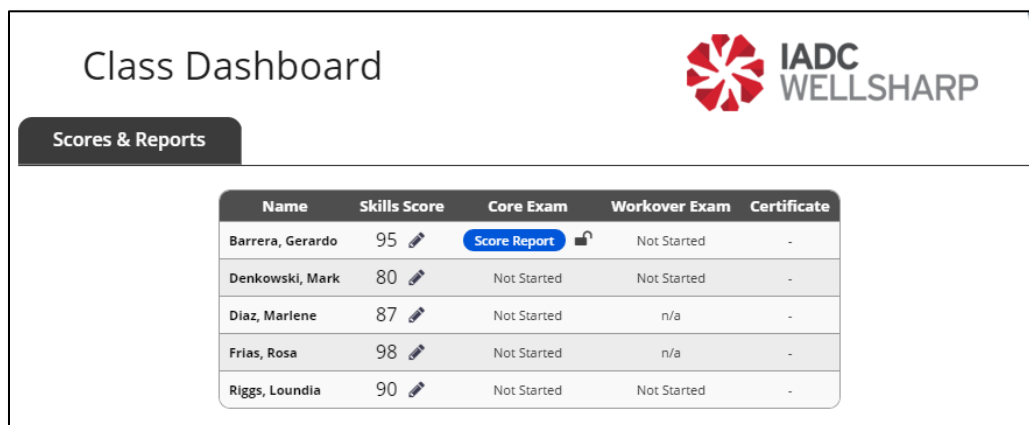 Class Dashboard
IADC
WELLSHARP
Scores & Reports
Name Skills Score Core Exam Workover Exam Certificate
Barrera, Gerardo 95 Score Report Not Started -
Denkowski, Mark 80 Not Started Not Started -
Diaz, Marlene 87 Not Started n/a -
Frias, Rosa 98 Not Started n/a -
Riggs, Loundia 90 Not Started Not Started -